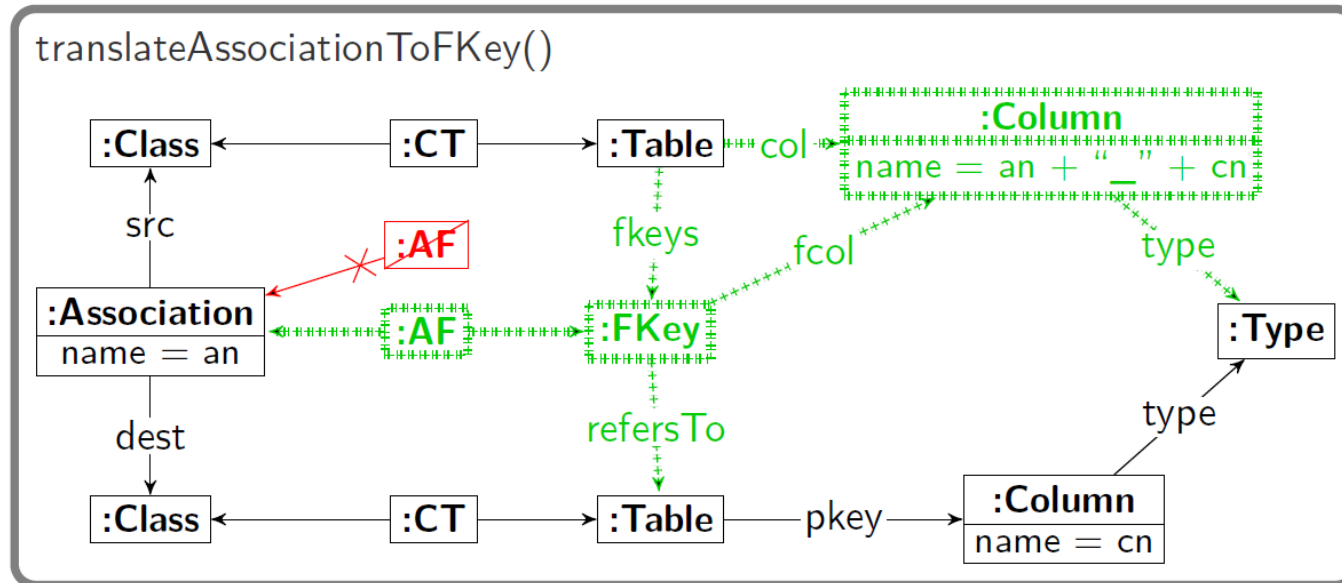 translateAssociationToFKey()
:Class
:CT
:Table
col
:Column
name = an + “_” + cn
src
:AF
fkeys
fcol
type
:Association
name = an
:AF
:FKey
:Type
dest
refersTo
type
:Class
:CT
:Table
pkey
:Column
name = cn